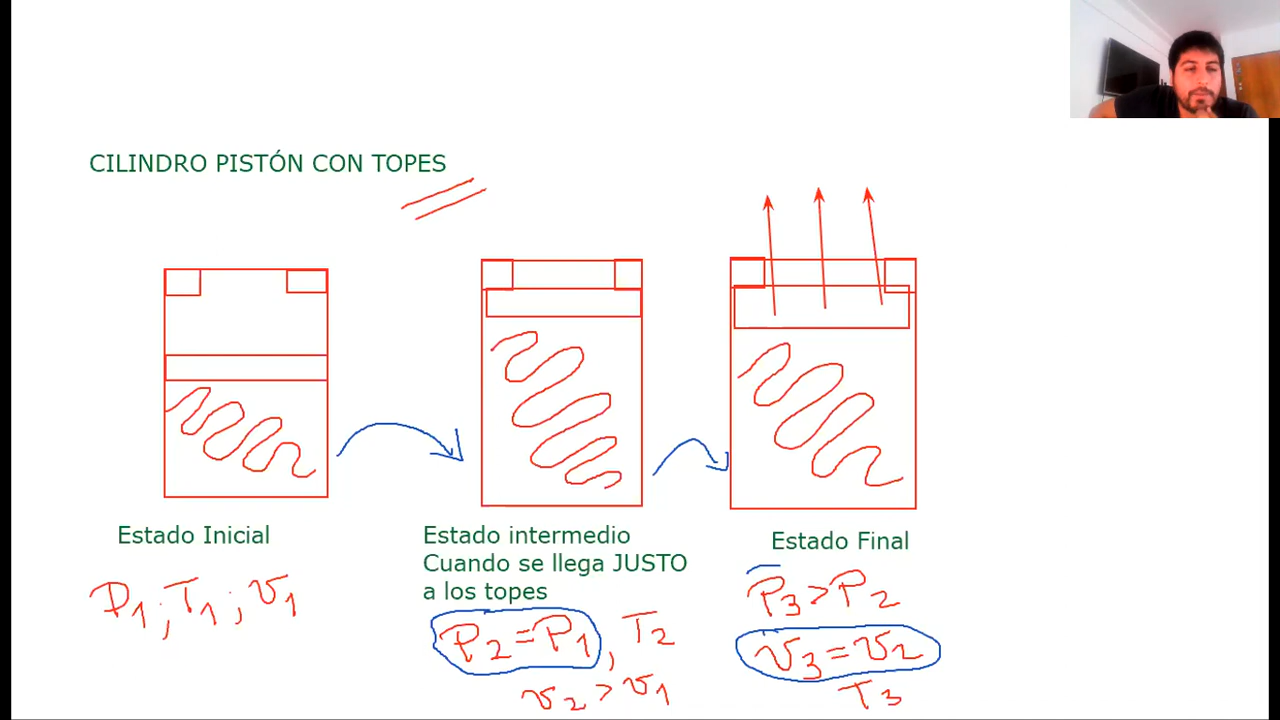 CILINDRO PISTÓN CON TOPES
Estado Inicial
P1 ; T1 ; v1
Estado intermedio
Cuando se llega JUSTO
a los topes
P2 = P1 , T2
v2 > v1
Estado Final
P3 > P2
v3 = v2
T3